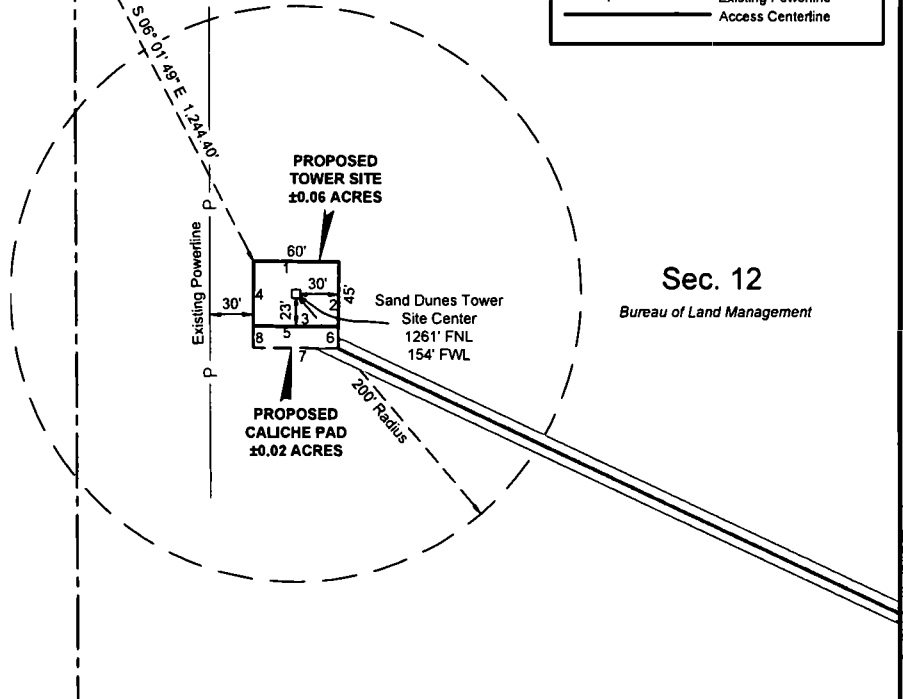 Existing Powerline
Access Centerline
S 06° 01' 49" E 1,244.40'
PROPOSED
TOWER SITE
±0.06 ACRES
P
60'
1
Existing Powerline
30'
4
30'
2
45'
23'
3
5
8
6
7
Sand Dunes Tower
Site Center
1261' FNL
154' FWL
Sec. 12
Bureau of Land Management
P
200' Radius
PROPOSED
CALICHE PAD
±0.02 ACRES